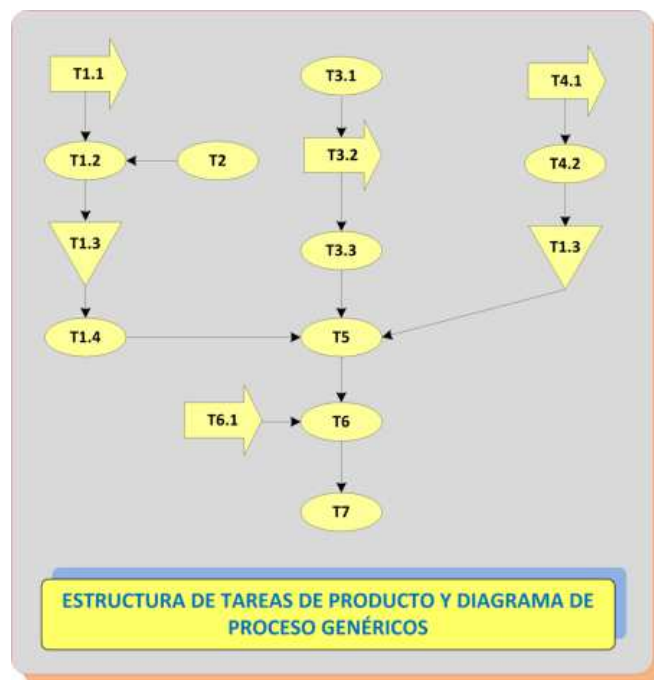 T1.1
T3.1
T4.1
T1.2
T2
T3.2
T4.2
T1.3
T3.3
T1.3
T1.4
T5
T6.1
T6
T7
ESTRUCTURA DE TAREAS DE PRODUCTO Y DIAGRAMA DE
PROCESO GENÉRICOS